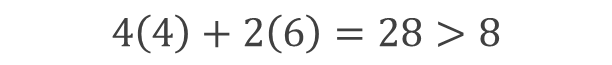 4(4) + 2(6) = 28 > 8